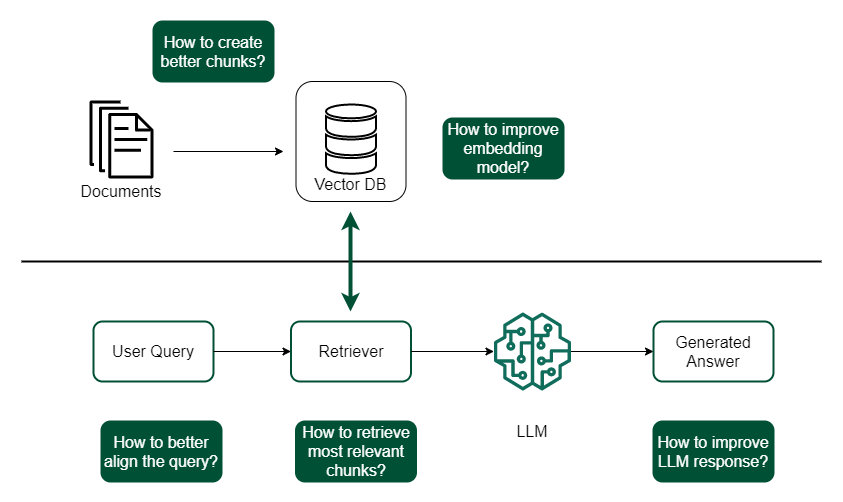 How to create
better chunks?
How to improve
embedding
model?
Documents
Vector DB
User Query
Retriever
Generated
Answer
LLM
How to better
align the query?
How to retrieve
most relevant
chunks?
How to improve
LLM response?